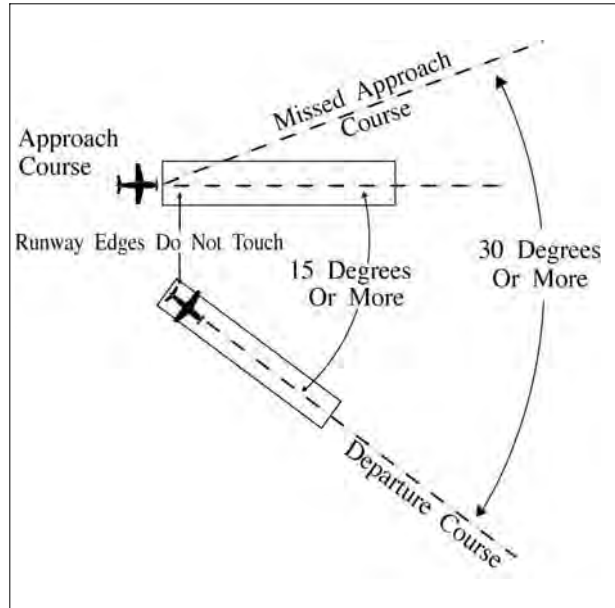 Missed Approach
Course
Approach
Course
Runway Edges Do Not Touch
15 Degrees
Or More
30 Degrees
Or More
Departure Course